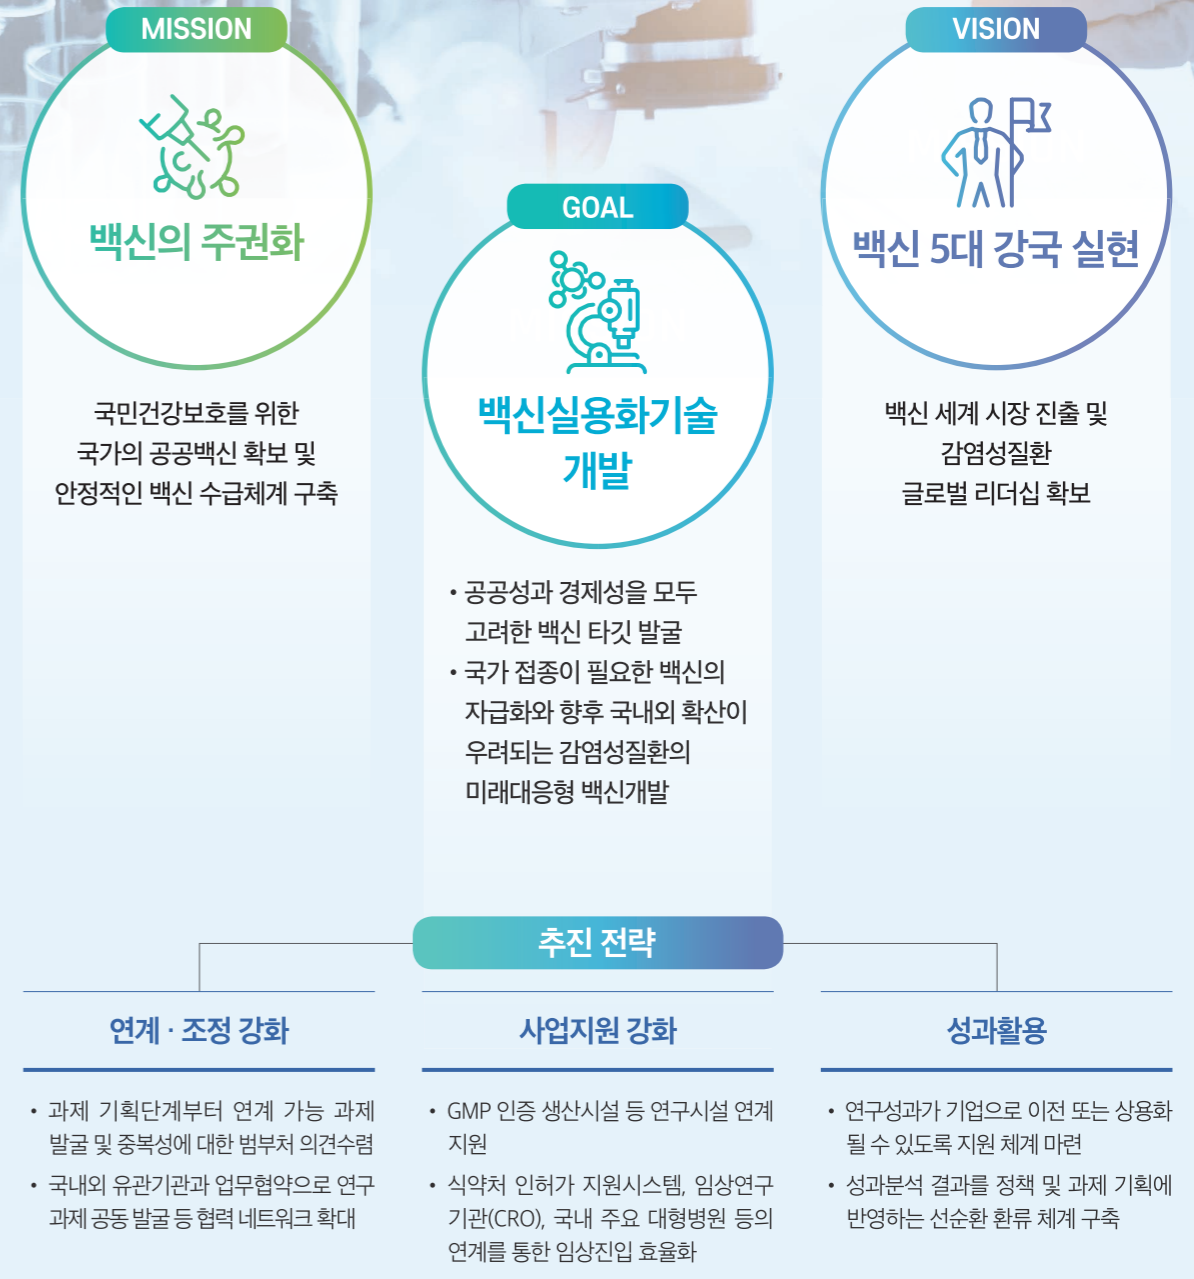 MISSION
백신의 주권화
국민건강보호를 위한
국가의 공공백신 확보 및
안정적인 백신 수급체계 구축
GOAL
백신실용화기술
개발
• 공공성과 경제성을 모두
고려한 백신 타깃 발굴
• 국가 접종이 필요한 백신의
자급화와 향후 국내외 확산이
우려되는 감염성질환의
미래대응형 백신개발
VISION
백신 5대 강국 실현
백신 세계 시장 진출 및
감염성질환
글로벌 리더십 확보
추진 전략
연계 · 조정 강화
• 과제 기획단계부터 연계 가능 과제
발굴 및 중복성에 대한 범부처 의견수렴
• 국내외 유관기관과 업무협약으로 연구
과제 공동 발굴 등 협력 네트워크 확대
사업지원 강화
• GMP 인증 생산시설 등 연구시설 연계
지원
• 식약처 인허가 지원시스템, 임상연구
기관(CRO), 국내 주요 대형병원 등의
연계를 통한 임상진입 효율화
성과활용
• 연구성과가 기업으로 이전 또는 상용화
될 수 있도록 지원 체계 마련
• 성과분석 결과를 정책 및 과제 기획에
반영하는 선순환 환류 체계 구축